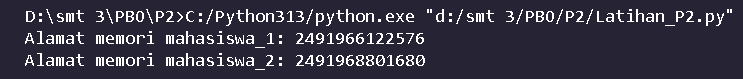 D:\smt 3\PBO\P2>C:/Python313/python.exe "d:/smt 3/PBO/P2/Latihan_P2.py"
Alamat memori mahasiswa_1: 2491966122576
Alamat memori mahasiswa_2: 2491968801680